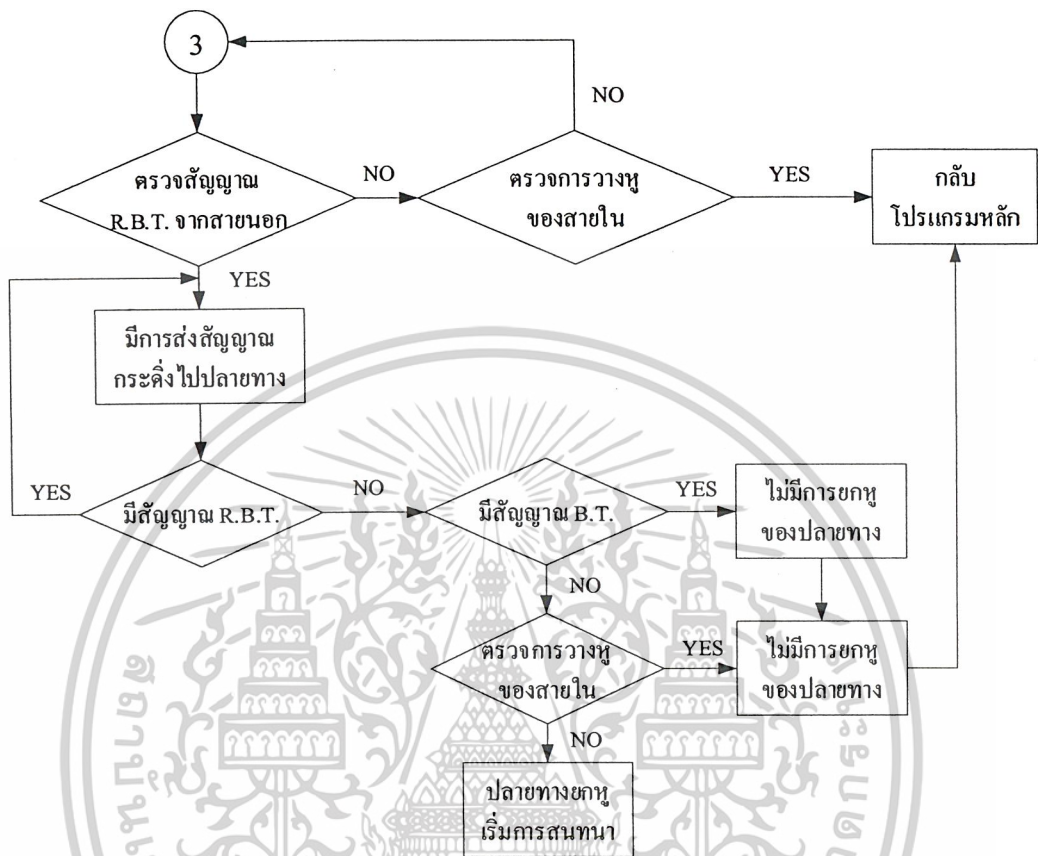 3
NO
ตรวจสัญญาณ
R.B.T. จากสายนอก
NO
ตรวจการวางหู
ของสายใน
YES
กลับ
โปรแกรมหลัก
YES
มีการส่งสัญญาณ
กระดิ่งไปปลายทาง
YES
มีสัญญาณ R.B.T.
NO
มีสัญญาณ B.T.
YES
ไม่มีการยกหู
ของปลายทาง
NO
ตรวจการวางหู
ของสายใน
YES
ไม่มีการยกหู
ของปลายทาง
NO
ปลายทางยกหู
เริ่มการสนทนา